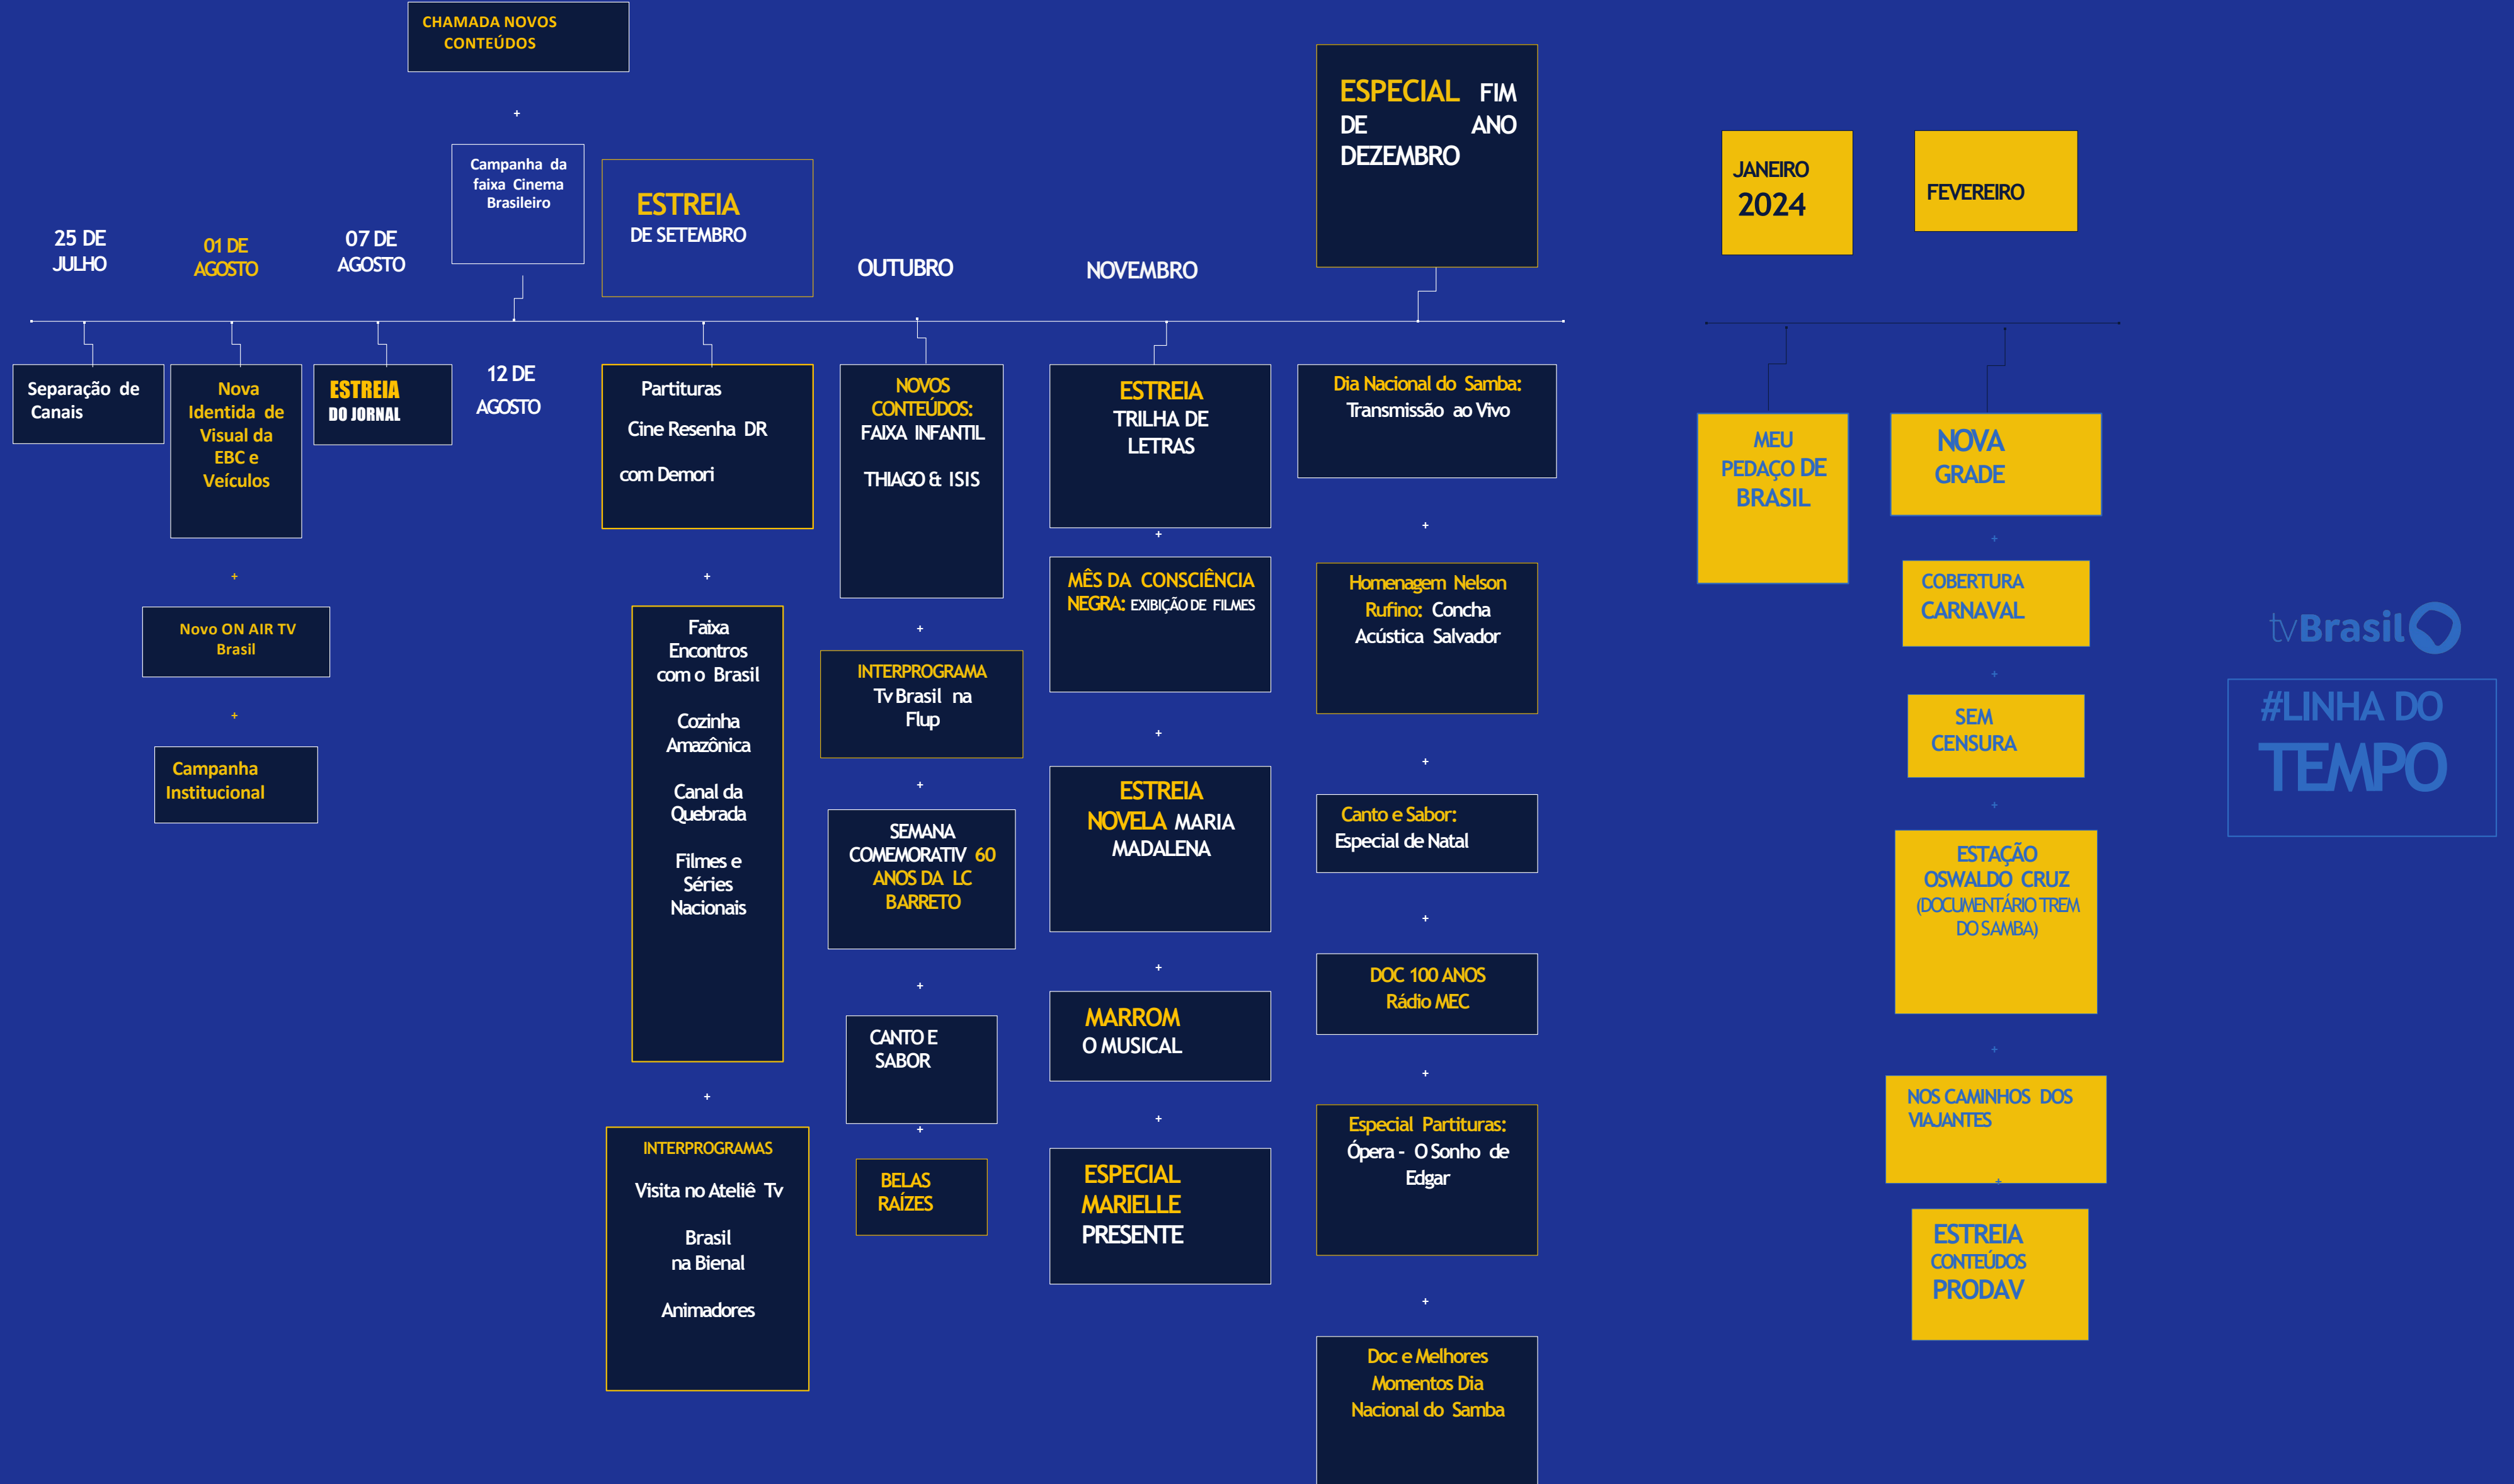 CHAMADA NOVOS
CONTEÚDOS
+
Campanha da
faixa Cinema
Brasileiro
ESTREIA
DE SETEMBRO
ESPECIAL FIM
DE ANO
DEZEMBRO
JANEIRO
2024
FEVEREIRO
25 DE
JULHO
01 DE
AGOSTO
07 DE
AGOSTO
OUTUBRO
NOVEMBRO
Separação de
Canais
Nova
Identida de
Visual da
EBC e
Veículos
+
Novo ON AIR TV
Brasil
+
Campanha
Institucional
ESTREIA
DO JORNAL
12 DE
AGOSTO
Partituras
Cine Resenha DR
com Demori
+
Faixa
Encontros
com o Brasil
Cozinha
Amazônica
Canal da
Quebrada
Filmes e
Séries
Nacionais
+
INTERPROGRAMAS
Visita no Ateliê Tv
Brasil
na Bienal
Animadores
NOVOS
CONTEÚDOS:
FAIXA INFANTIL
THIAGO & ISIS
+
INTERPROGRAMA
Tv Brasil na
Flup
+
SEMANA
COMEMORATIV 60
ANOS DA LC
BARRETO
+
CANTO E
SABOR
+
BELAS
RAÍZES
ESTREIA
TRILHA DE
LETRAS
+
MÊS DA CONSCIÊNCIA
NEGRA: EXIBIÇÃO DE FILMES
+
ESTREIA
NOVELA MARIA
MADALENA
+
MARROM
O MUSICAL
+
ESPECIAL
MARIELLE
PRESENTE
Dia Nacional do Samba:
Transmissão ao Vivo
+
Homenagem Nelson
Rufino: Concha
Acústica Salvador
+
Canto e Sabor:
Especial de Natal
+
DOC 100 ANOS
Rádio MEC
+
Especial Partituras:
Ópera - O Sonho de
Edgar
+
Doc e Melhores
Momentos Dia
Nacional do Samba
MEU
PEDAÇO DE
BRASIL
NOVA
GRADE
+
COBERTURA
CARNAVAL
+
SEM
CENSURA
+
ESTAÇÃO
OSWALDO CRUZ
(DOCUMENTÁRIO TREM
DO SAMBA)
+
NOS CAMINHOS DOS
VIAJANTES
+
ESTREIA
CONTEÚDOS
PRODAV
tvBrasil
#LINHA DO
TEMPO